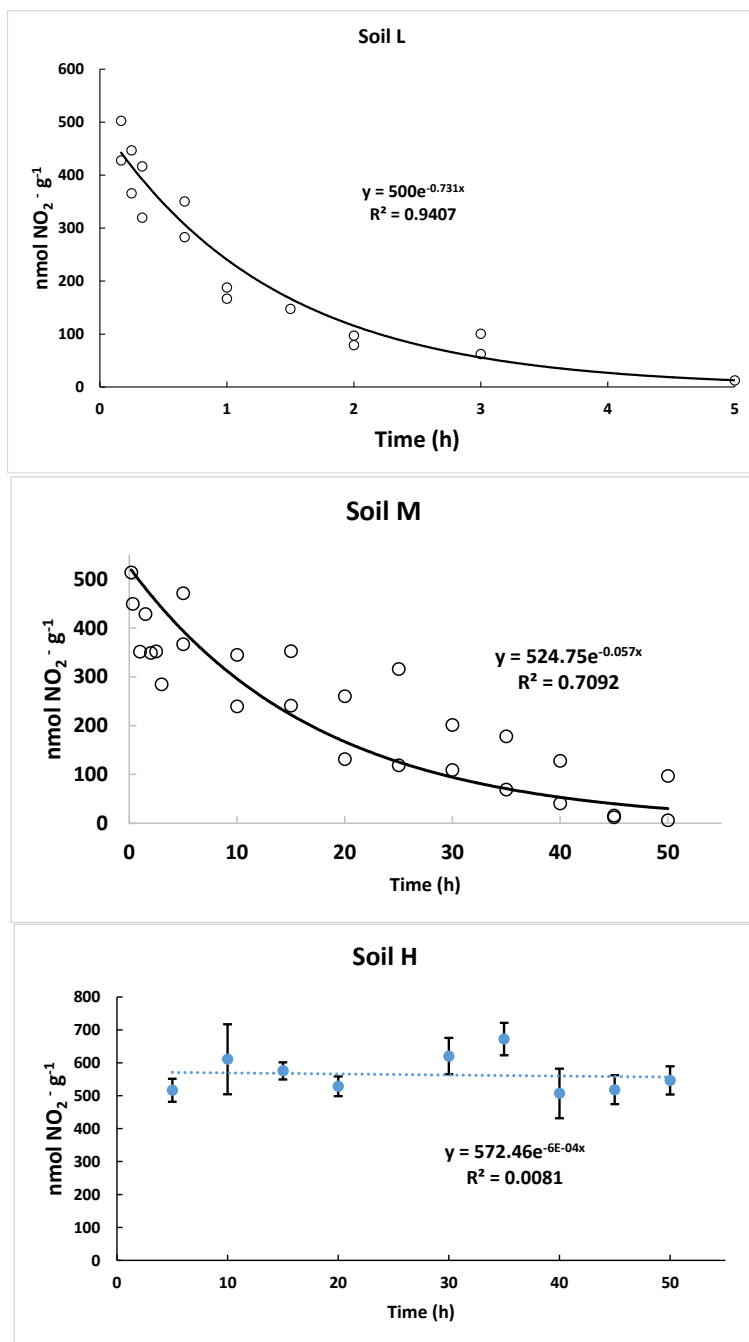 Soil L
600
500
400
300
200
100
0
nmol NO₂⁻ g⁻¹
y = 500e⁻⁰·⁷³¹ˣ
R² = 0.9407
0 1 2 3 4 5
Time (h)
Soil M
500
400
300
200
100
0
nmol NO₂⁻ g⁻¹
y = 524.75e⁻⁰·⁰⁵⁷ˣ
R² = 0.7092
0 10 20 30 40 50
Time (h)
Soil H
800
700
600
500
400
300
200
100
0
nmol NO₂⁻ g⁻¹
y = 572.46e⁻⁶ᴱ⁻⁰⁴ˣ
R² = 0.0081
0 10 20 30 40 50
Time (h)